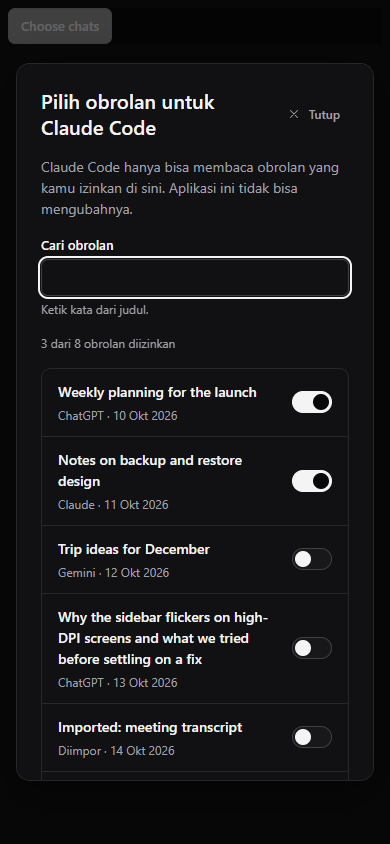 Choose chats
Pilih obrolan untuk
Claude Code
Tutup
Claude Code hanya bisa membaca obrolan yang
kamu izinkan di sini. Aplikasi ini tidak bisa
mengubahnya.
Cari obrolan
Ketik kata dari judul.
3 dari 8 obrolan diizinkan
Weekly planning for the launch
ChatGPT · 10 Okt 2026
Notes on backup and restore
design
Claude · 11 Okt 2026
Trip ideas for December
Gemini · 12 Okt 2026
Why the sidebar flickers on high-
DPI screens and what we tried
before settling on a fix
ChatGPT · 13 Okt 2026
Imported: meeting transcript
Diimpor · 14 Okt 2026